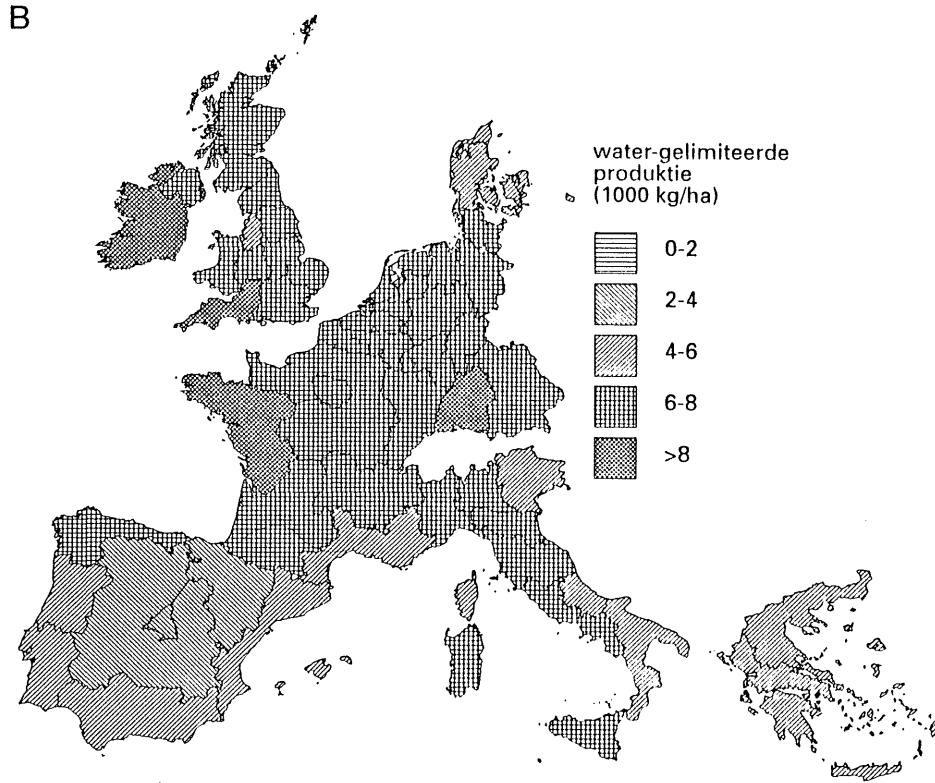 B
water-gelimiteerde
produktie
(1000 kg/ha)
0-2
2-4
4-6
6-8
>8